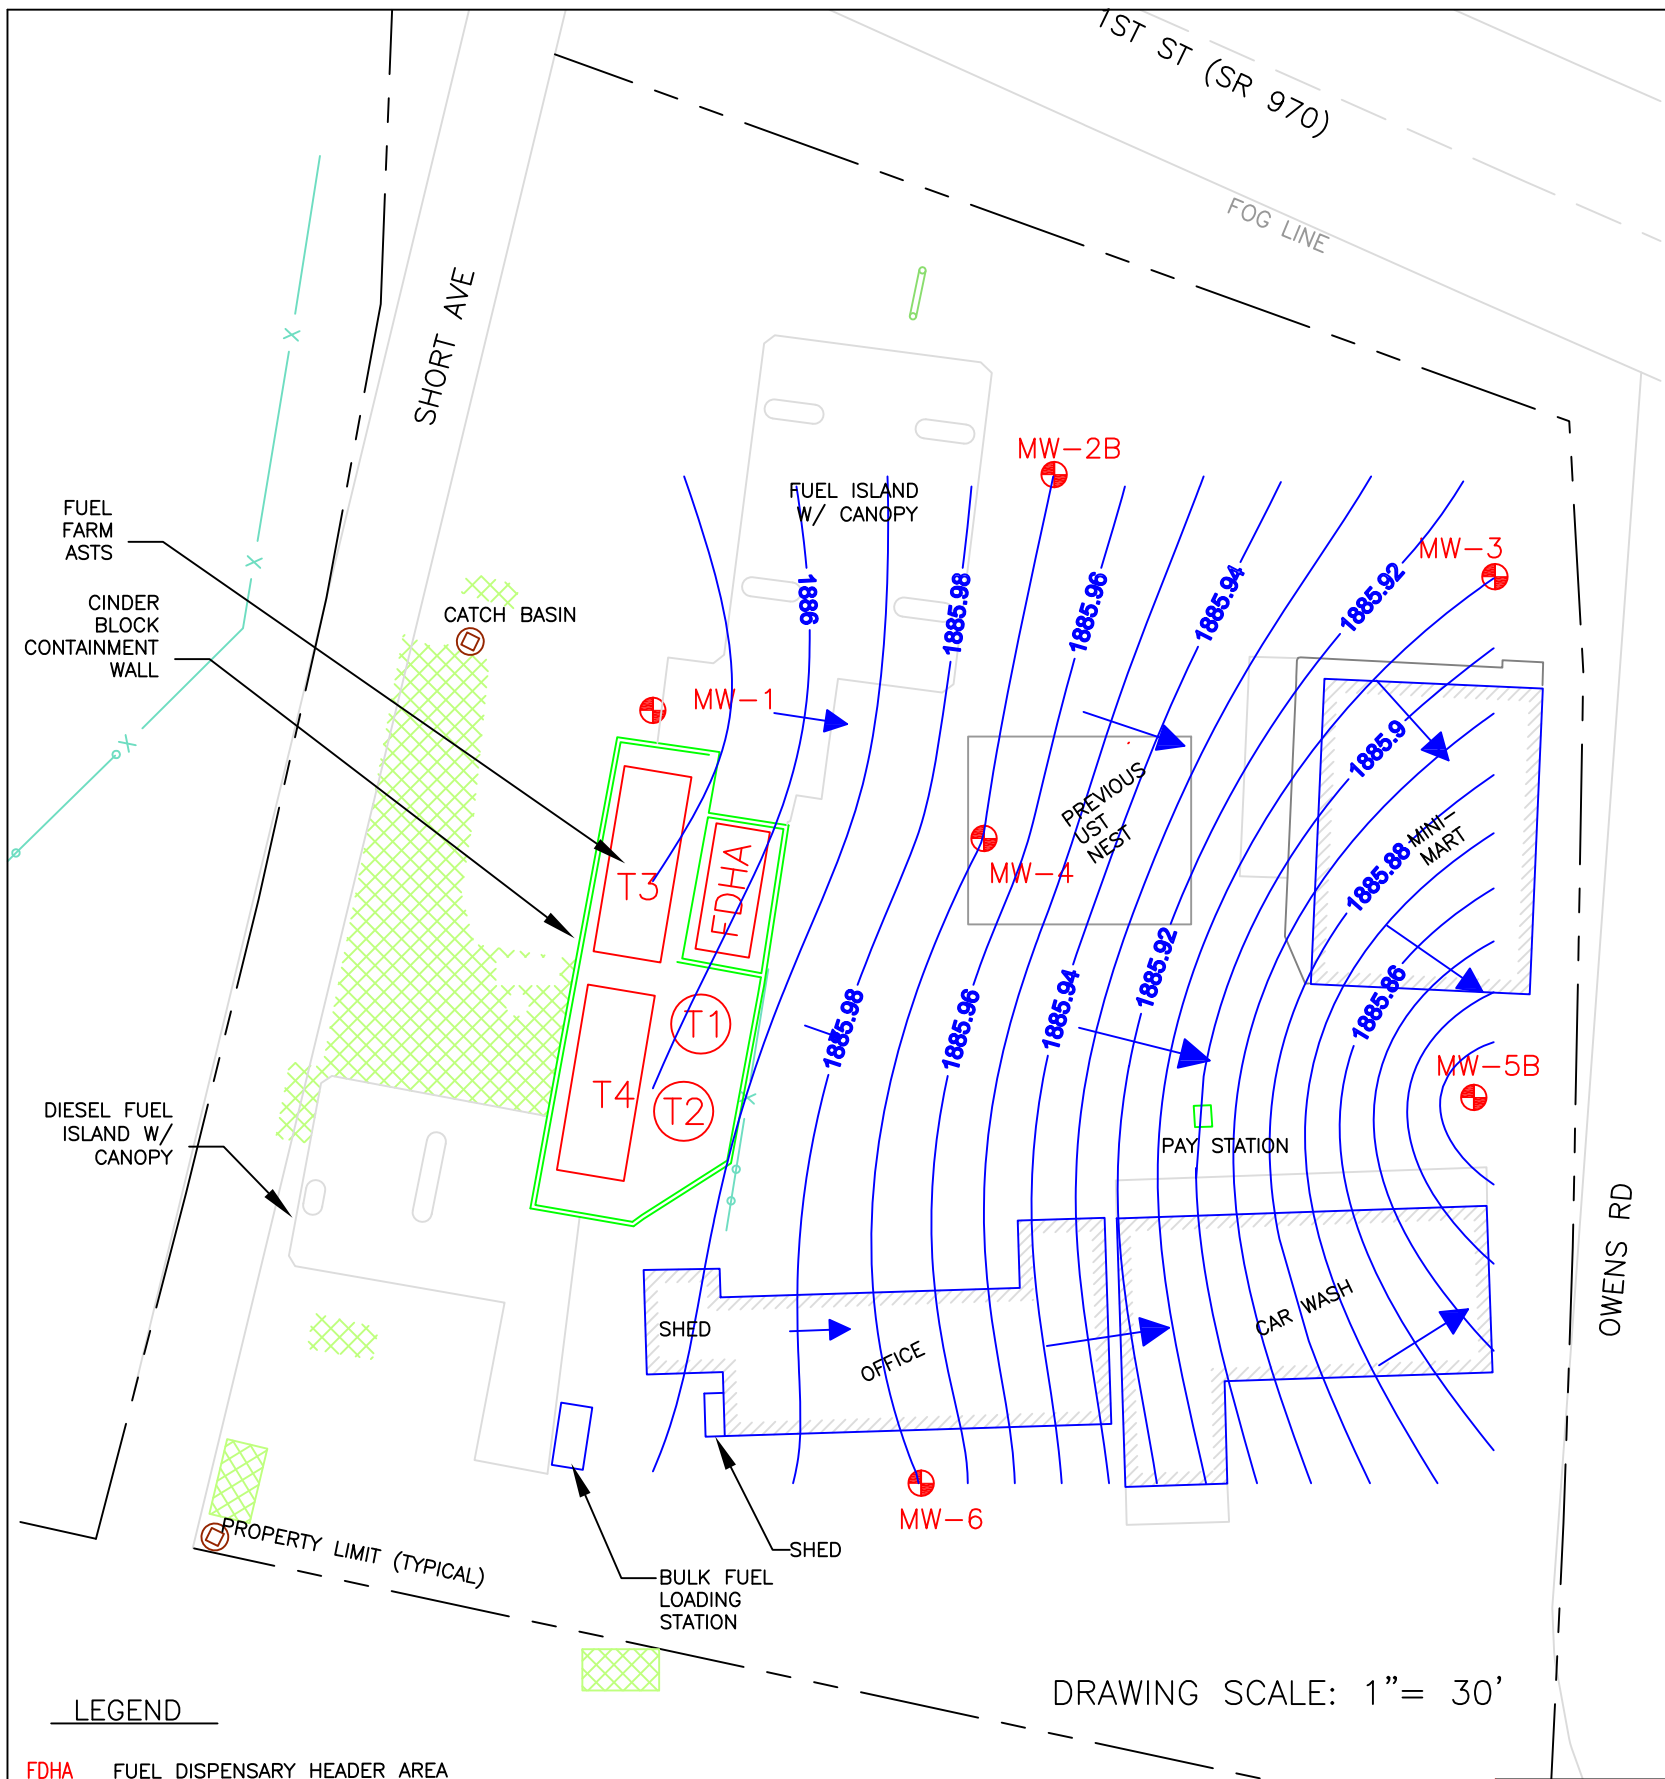 1ST ST (SR 970)
FOG LINE
SHORT AVE
MW-2B
FUEL ISLAND
W/ CANOPY
FUEL
FARM
ASTS
MW-3
1886
1885.98
1885.96
1885.94
1885.92
CINDER
BLOCK
CONTAINMENT
WALL
CATCH BASIN
MW-1
1885.9
PREVIOUS
UST
NEST
MINI-
MART
MW-4
T3
FDHA
1885.88
1885.98
1885.96
1885.94
1885.92
1885.86
T1
T4
T2
MW-5B
DIESEL FUEL
ISLAND W/
CANOPY
PAY STATION
OWENS RD
SHED
OFFICE
CAR WASH
MW-6
PROPERTY LIMIT (TYPICAL)
SHED
BULK FUEL
LOADING
STATION
DRAWING SCALE: 1"= 30'
LEGEND
FDHA FUEL DISPENSARY HEADER AREA
X
X
X
X